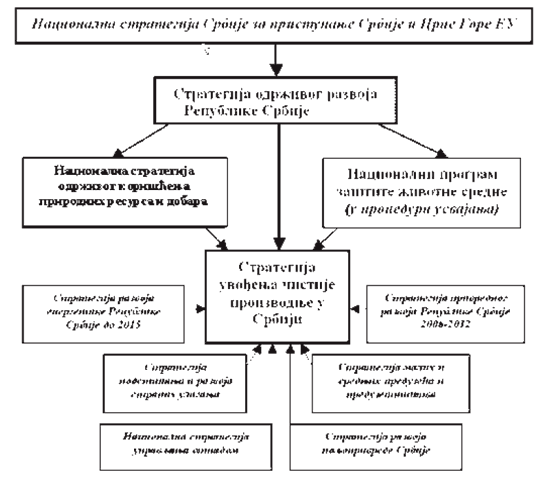 Национална стратегија Србије за приступање Србије и Црне Горе ЕУ
Стратегија одрживог развоја
Републике Србије
Национална стратегија
одрживог коришћења
природних ресурса и добара
Национални програм
заштите животне средине
(у процедури усвајања)
Стратегија
увођења чистије
производње у
Србији
Стратегија развоја
енергетике Републике
Србије до 2015
Стратегија привредног
развоја Републике Србије
2006-2012
Стратегија
подстицања и развоја
страних улагања
Стратегија малих и
средњих предузећа и
предузетништва
Национална стратегија
управљања отпадом
Стратегија развоја
пољопривреде Србије